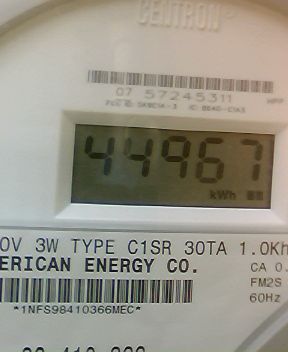 CENTRON
07 57245311
44967
kWh
0V 3W TYPE C1SR 30TA 1.0Kh
ERICAN ENERGY CO.
CA 0.
FM2S
60Hz
*1NFS98410366MEC*